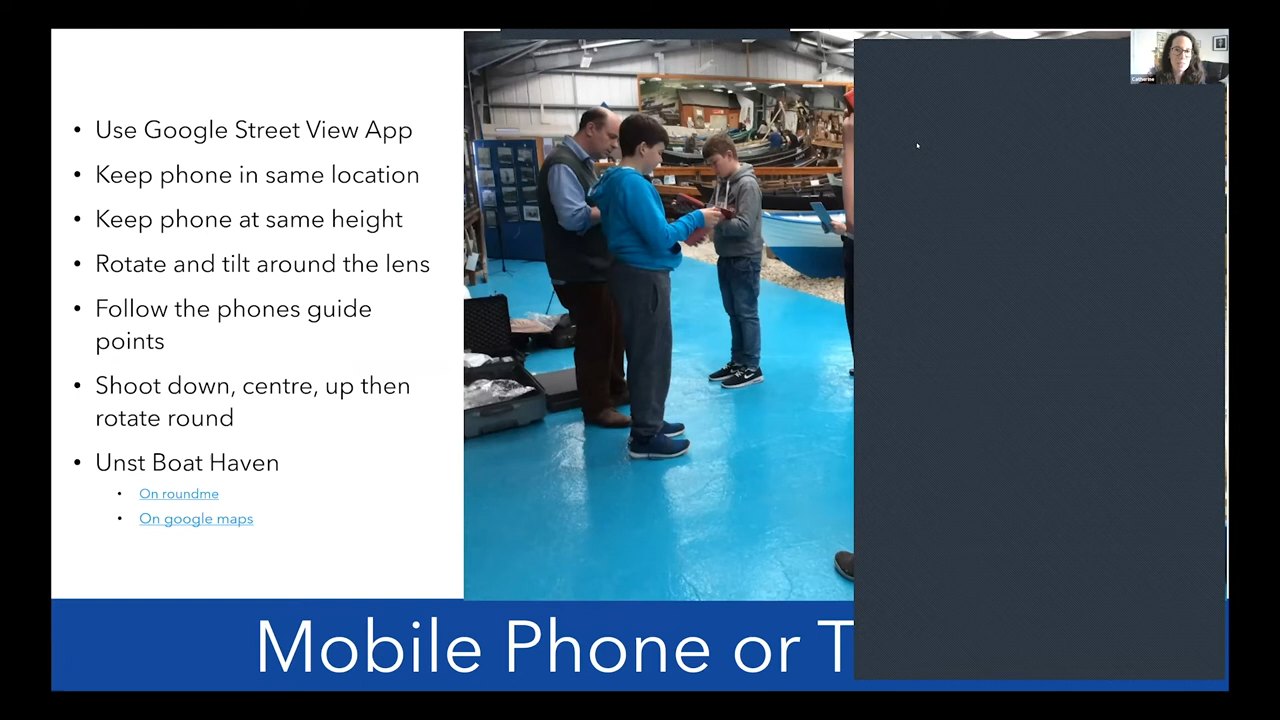 Catherine
• Use Google Street View App
• Keep phone in same location
• Keep phone at same height
• Rotate and tilt around the lens
• Follow the phones guide
points
• Shoot down, centre, up then
rotate round
• Unst Boat Haven
• On roundme
• On google maps
Mobile Phone or T